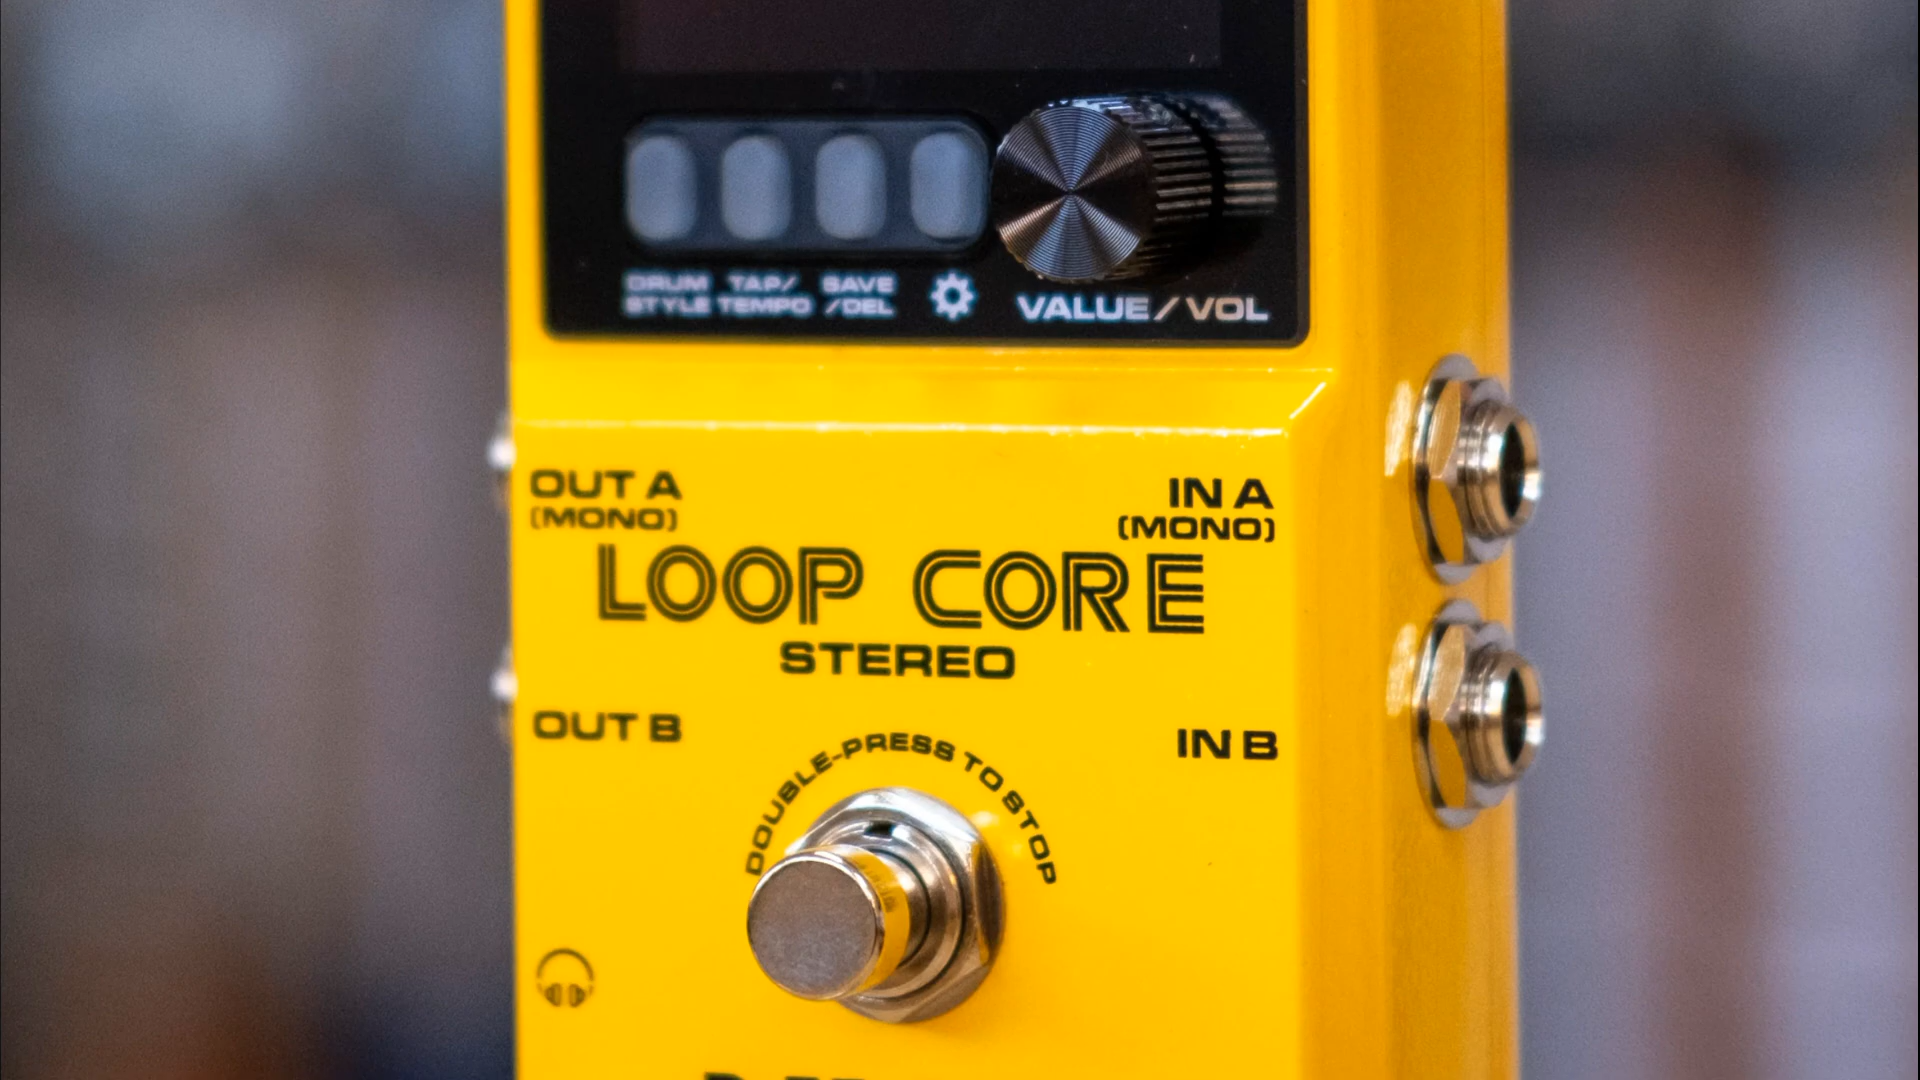 DRUM STYLE
TAP/ TEMPO
SAVE /DEL
VALUE/VOL
OUT A
(MONO)
IN A
(MONO)
LOOP CORE
STEREO
OUT B
IN B
DOUBLE-PRESS TO STOP